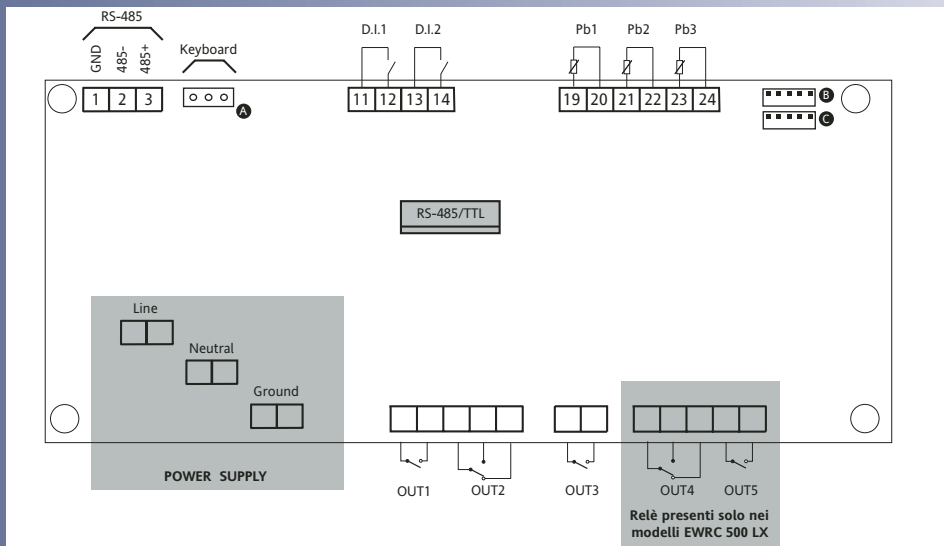 RS-485
GND 485- 485+
Keyboard
D.I.1 D.I.2
Pb1 Pb2 Pb3
1 2 3
A
11 12 13 14
19 20 21 22 23 24
B
C
RS-485/TTL
Line
Neutral
Ground
POWER SUPPLY
OUT1 OUT2 OUT3 OUT4 OUT5
Relè presenti solo nei
modelli EWRC 500 LX